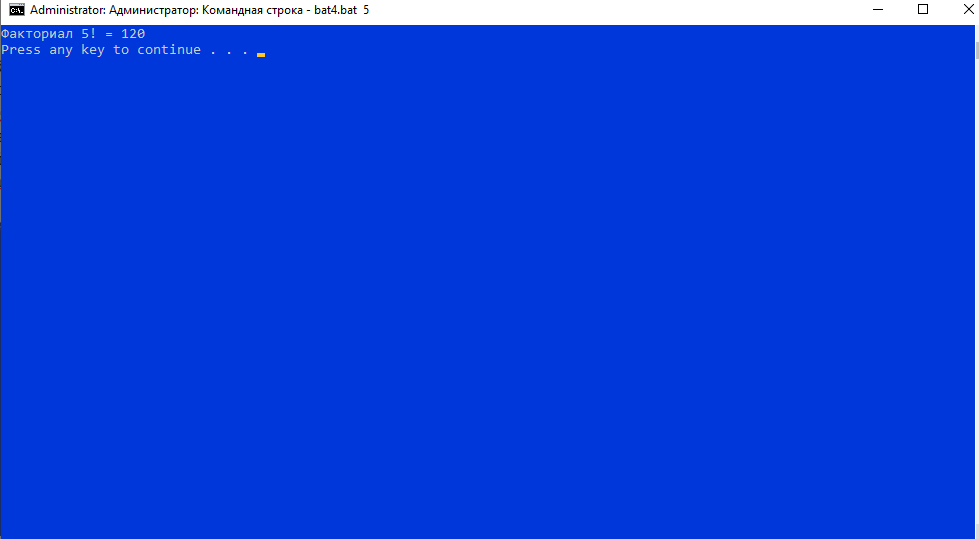 Administrator: Администратор: Командная строка - bat4.bat 5
Факториал 5! = 120
Press any key to continue . . .